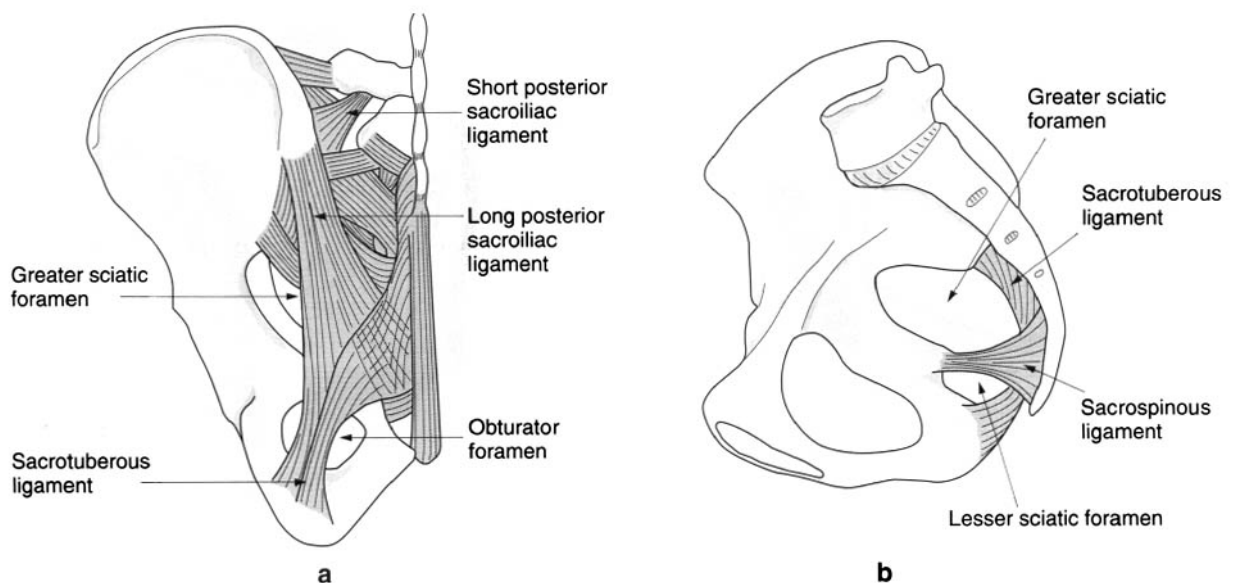 Short posterior
sacroiliac
ligament
Long posterior
sacroiliac
ligament
Greater sciatic
foramen
Obturator
foramen
Sacrotuberous
ligament
a
Greater sciatic
foramen
Sacrotuberous
ligament
Sacrospinous
ligament
Lesser sciatic foramen
b